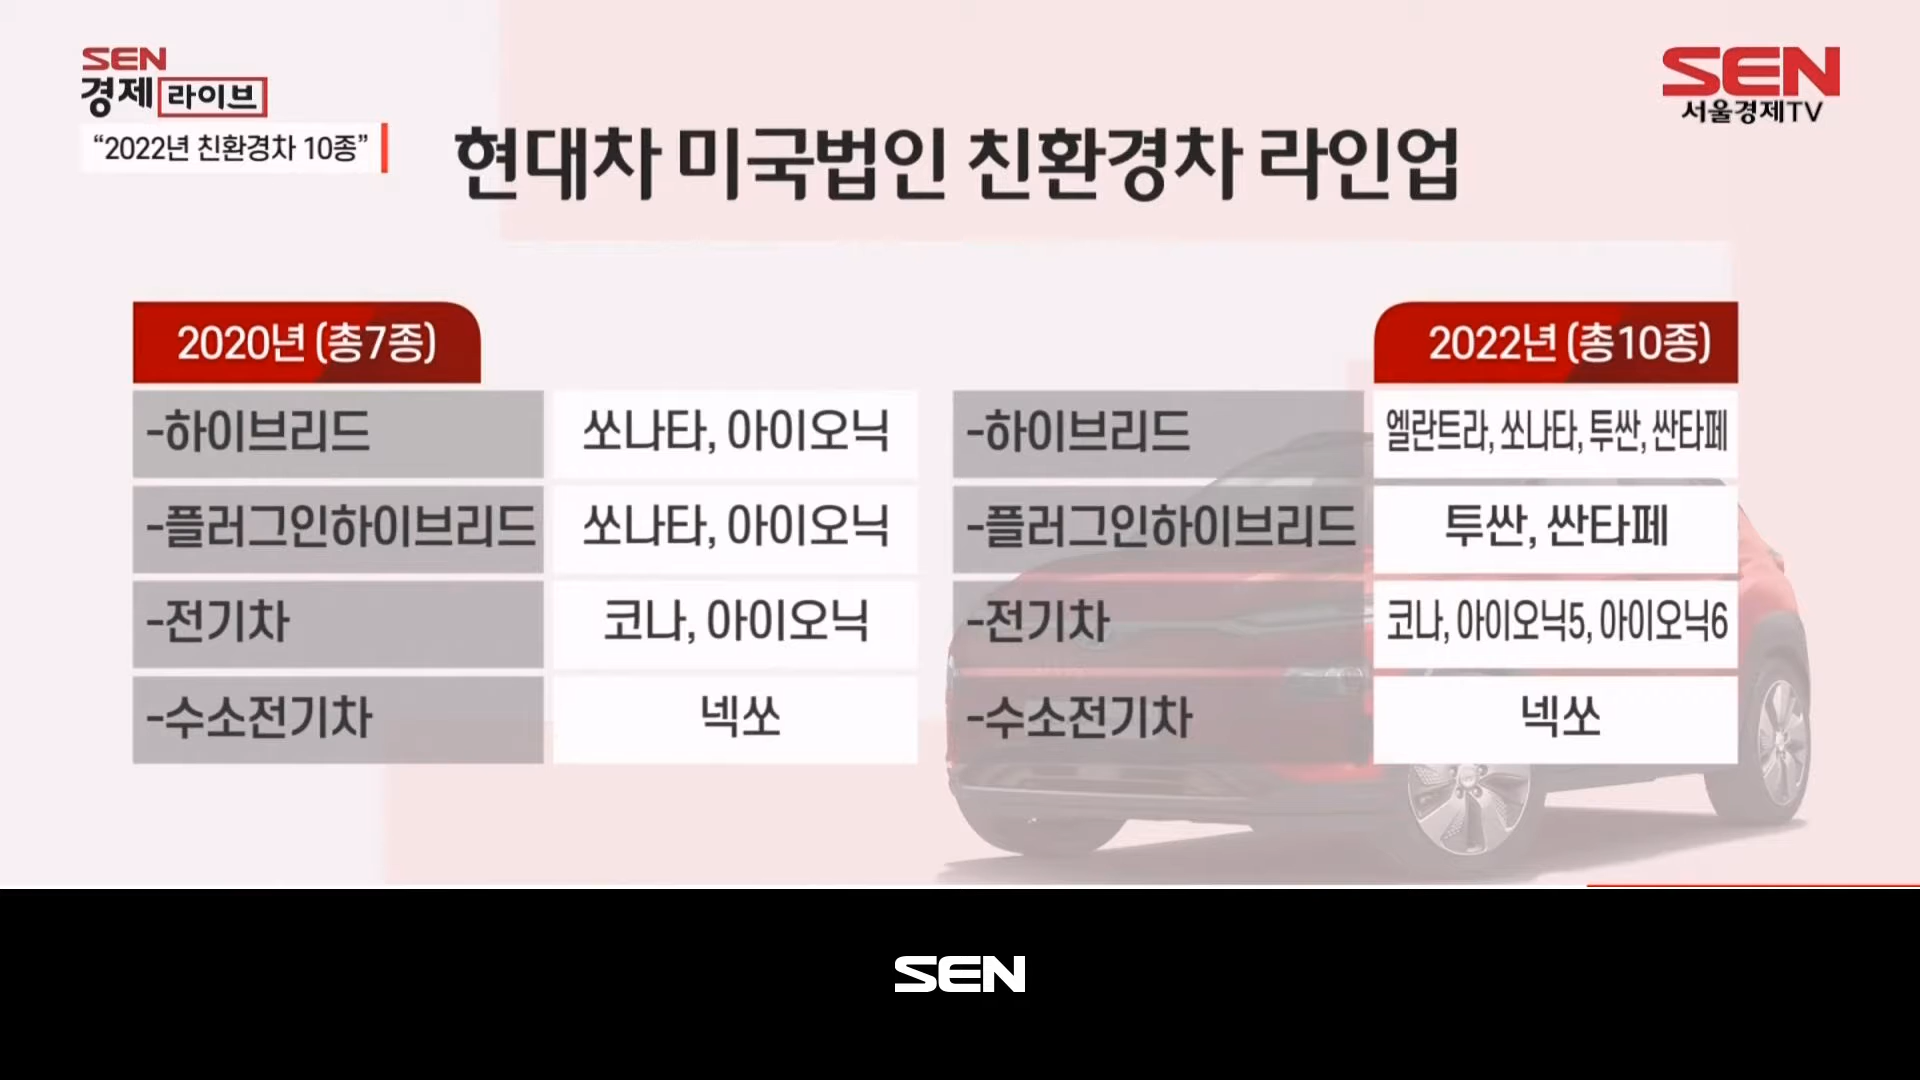 SEN
경제 라이브
“2022년 친환경차 10종”
SEN
서울경제TV
현대차 미국법인 친환경차 라인업
2020년 (총7종)
-하이브리드 쏘나타, 아이오닉
-플러그인하이브리드 쏘나타, 아이오닉
-전기차 코나, 아이오닉
-수소전기차 넥쏘
2022년 (총10종)
-하이브리드 엘란트라, 쏘나타, 투싼, 싼타페
-플러그인하이브리드 투싼, 싼타페
-전기차 코나, 아이오닉5, 아이오닉6
-수소전기차 넥쏘
SEN